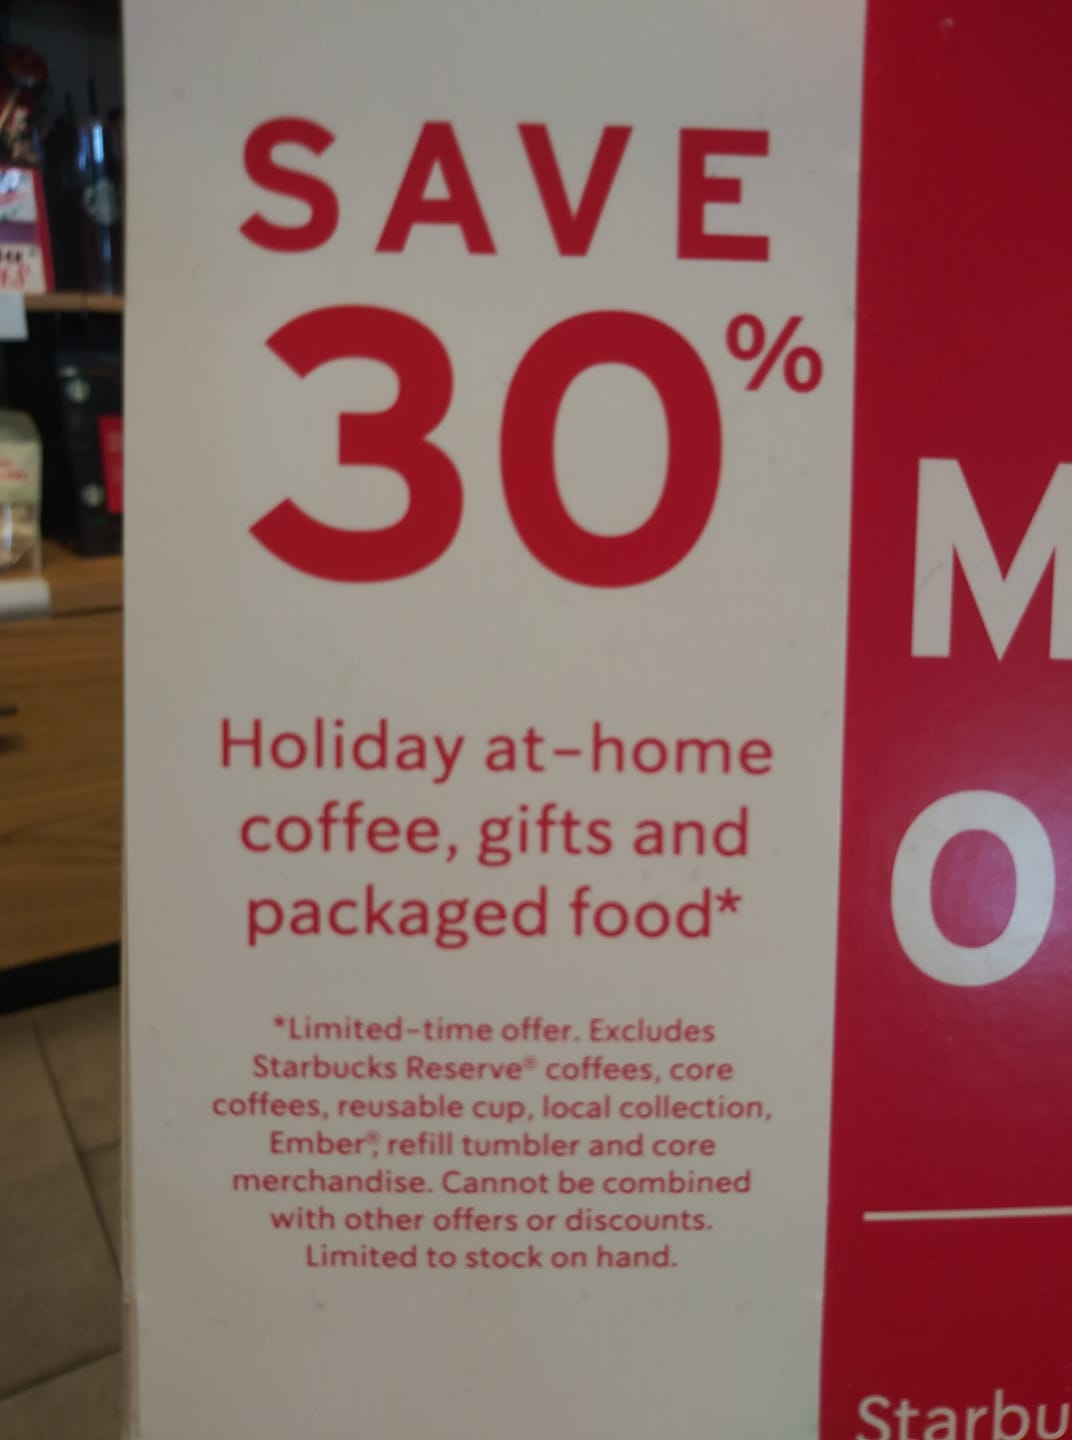 SAVE
30%
Holiday at-home
coffee, gifts and
packaged food*
*Limited-time offer. Excludes
Starbucks Reserve® coffees, core
coffees, reusable cup, local collection,
Ember®, refill tumbler and core
merchandise. Cannot be combined
with other offers or discounts.
Limited to stock on hand.
M
O
Starbu